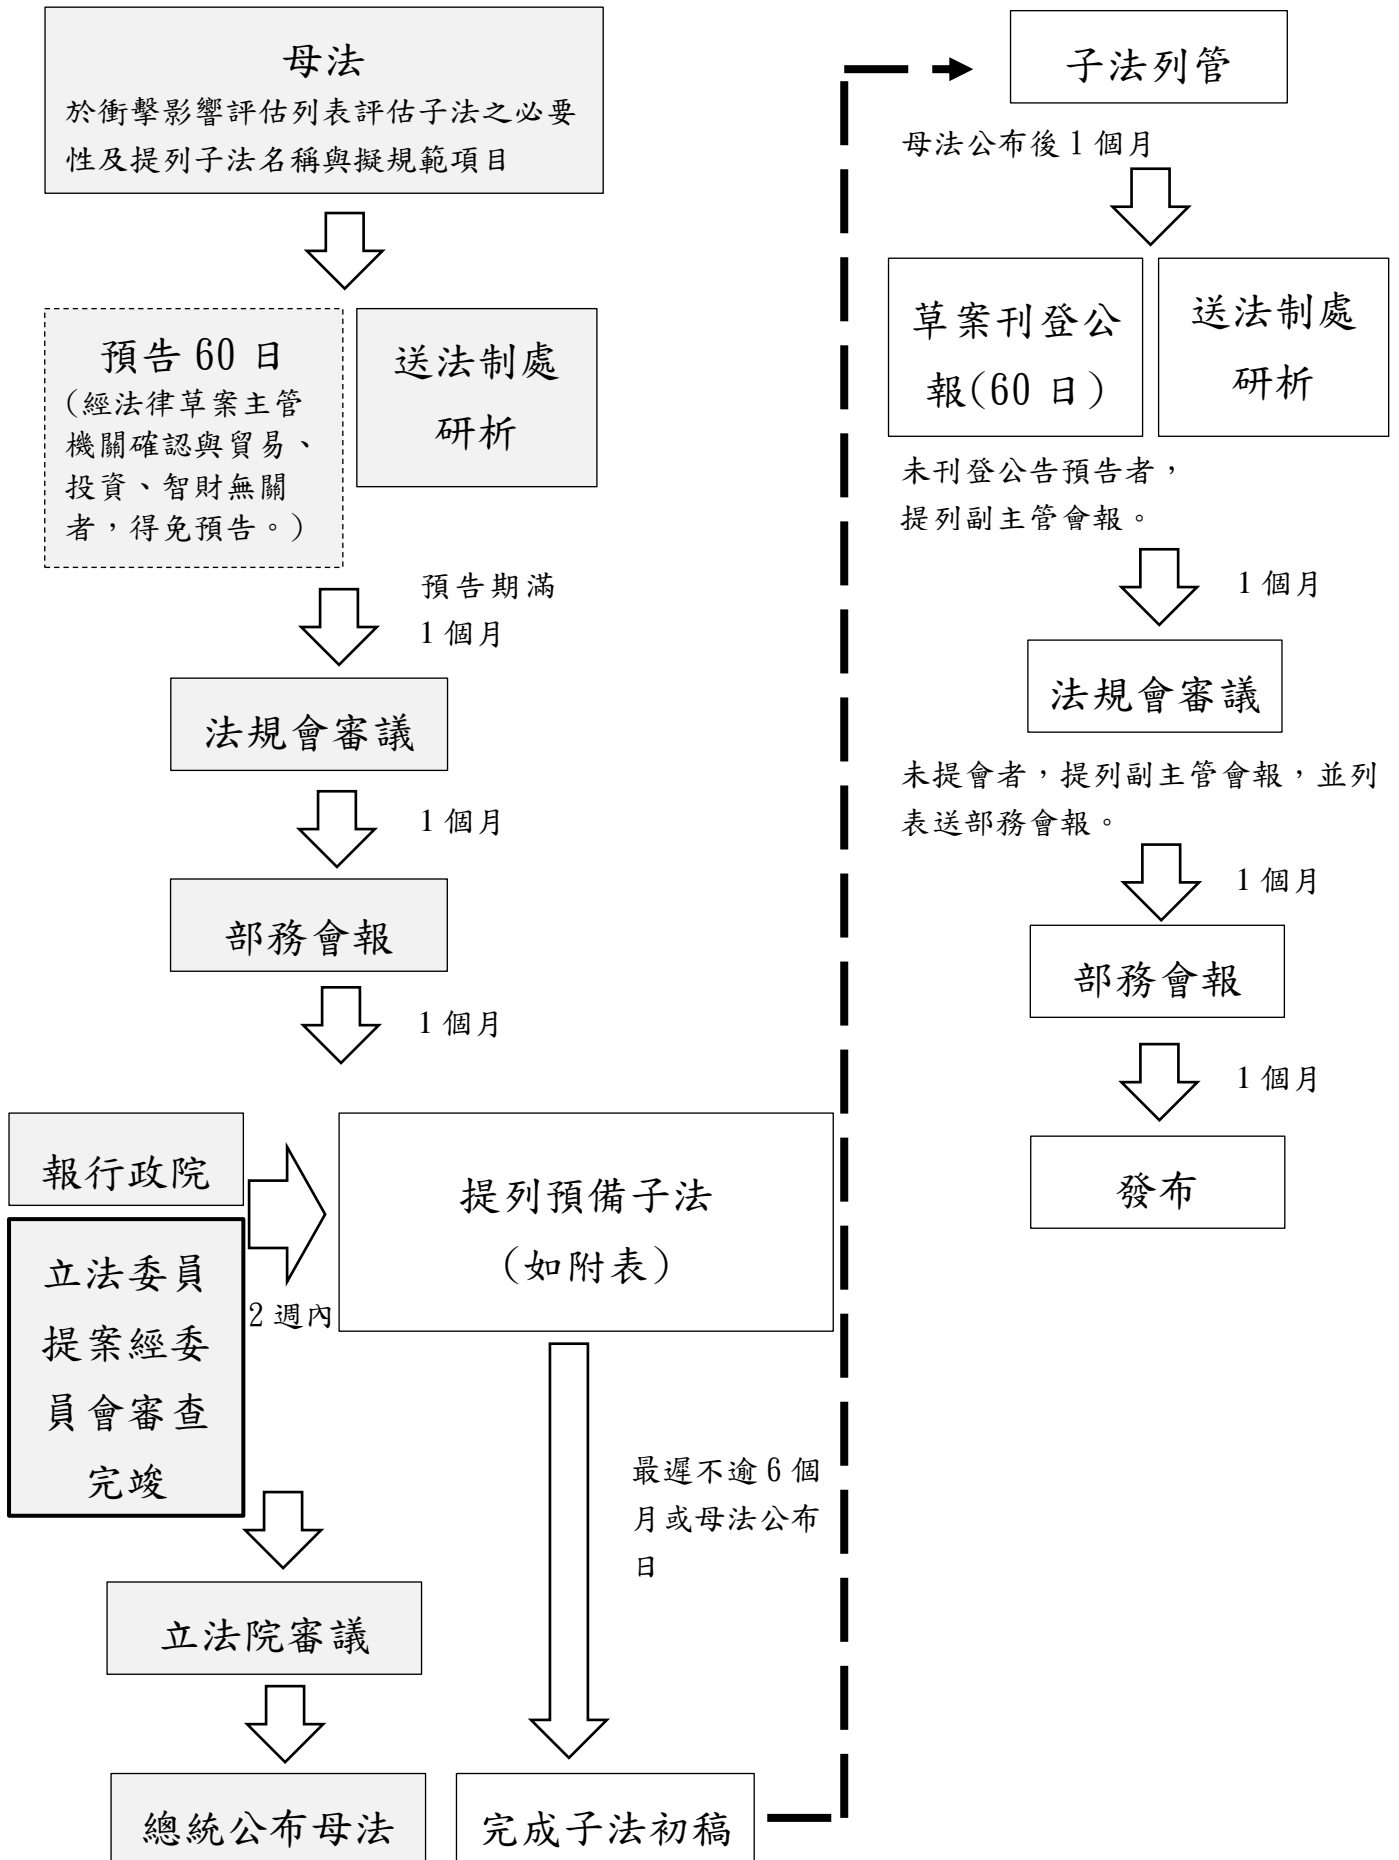 母法
於衝擊影響評估列表評估子法之必要
性及提列子法名稱與擬規範項目
預告 60 日
(經法律草案主管
機關確認與貿易、
投資、智財無關
者，得免預告。)
送法制處
研析
預告期滿
1 個月
法規會審議
1 個月
部務會報
1 個月
報行政院
立法委員
提案經委
員會審查
完竣
2 週內
提列預備子法
(如附表)
最遲不逾 6 個
月或母法公布
日
立法院審議
總統公布母法
完成子法初稿
子法列管
母法公布後 1 個月
草案刊登公
報(60 日)
送法制處
研析
未刊登公告預告者，
提列副主管會報。
1 個月
法規會審議
未提會者，提列副主管會報，並列
表送部務會報。
1 個月
部務會報
1 個月
發布